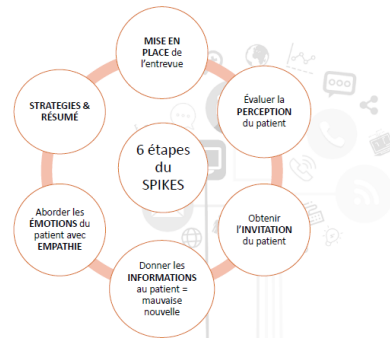 MISE EN
PLACE de
l'entrevue
Évaluer la
PERCEPTION
du patient
Obtenir
l'INVITATION
du patient
Donner les
INFORMATIONS
au patient =
mauvaise
nouvelle
Aborder les
ÉMOTIONS du
patient avec
EMPATHIE
STRATEGIES &
RÉSUMÉ
6 étapes
du
SPIKES